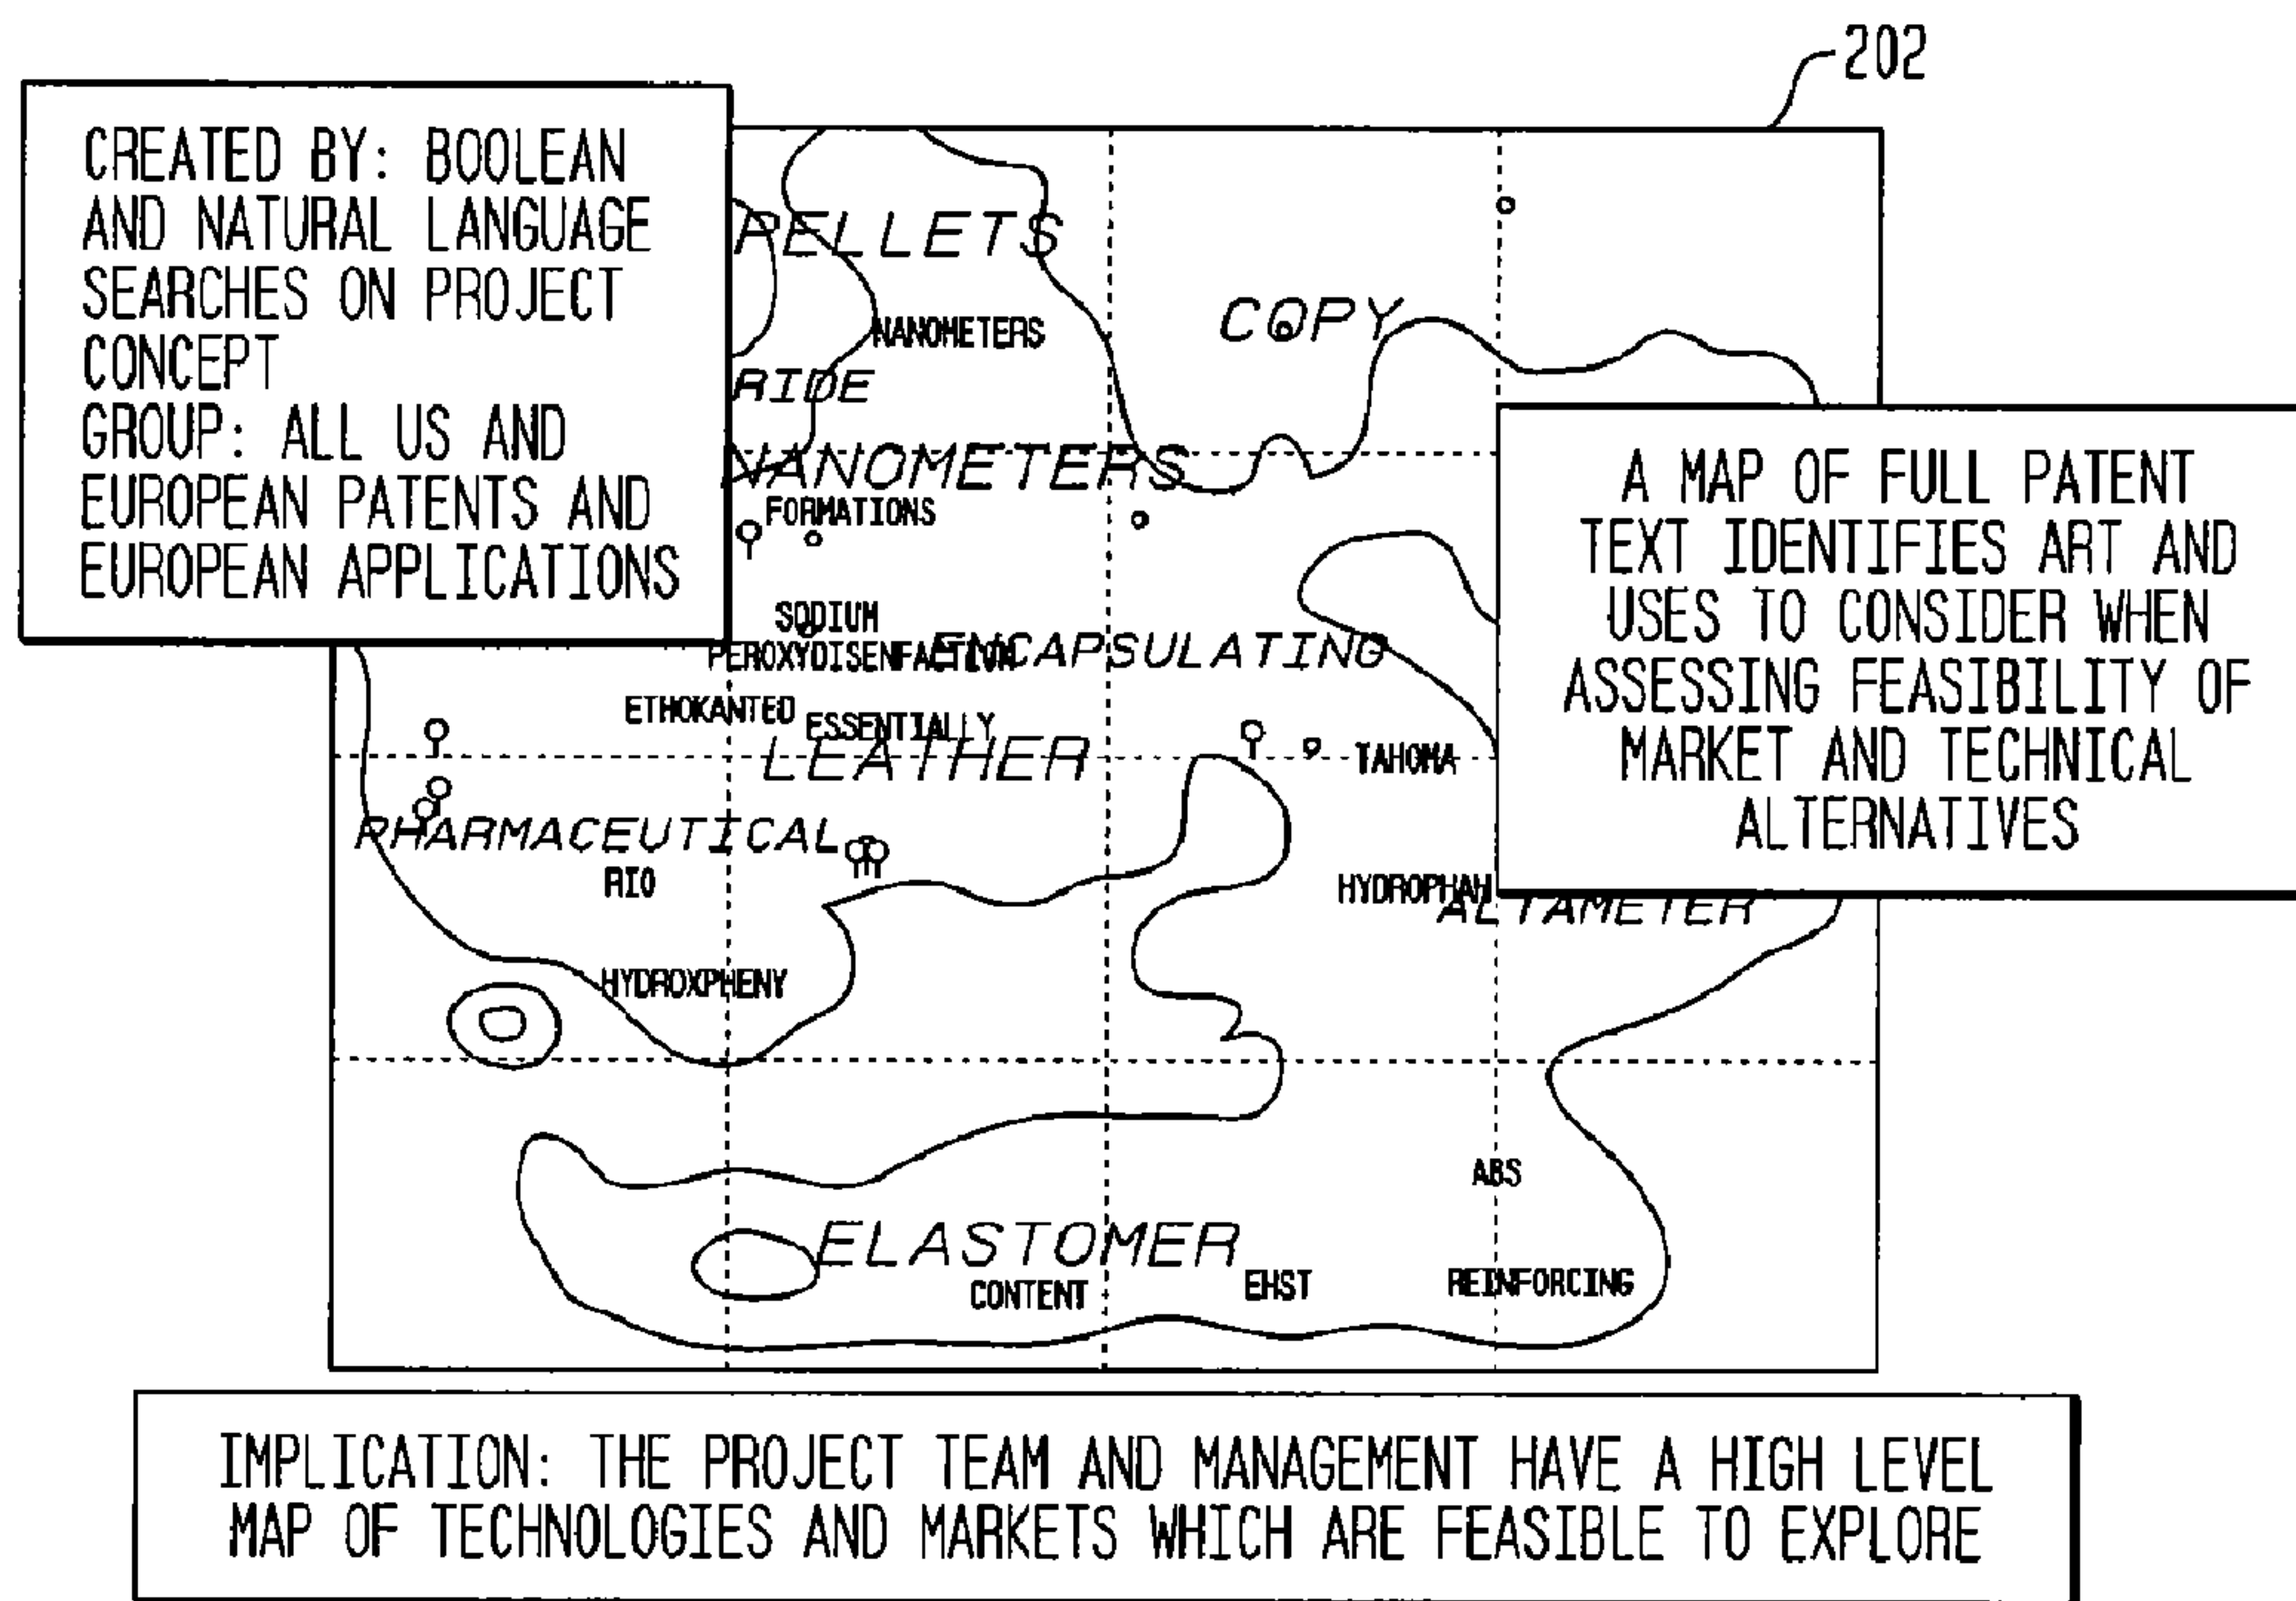 202
CREATED BY: BOOLEAN
AND NATURAL LANGUAGE
SEARCHES ON PROJECT
CONCEPT
GROUP: ALL US AND
EUROPEAN PATENTS AND
EUROPEAN APPLICATIONS
PELLETS
COPY
NANOMETERS
RIDE
NANOMETERS
FORMATIONS
A MAP OF FULL PATENT
TEXT IDENTIFIES ART AND
USES TO CONSIDER WHEN
ASSESSING FEASIBILITY OF
MARKET AND TECHNICAL
ALTERNATIVES
SODIUM
ENCAPSULATING
ETHOKANTED
ESSENTIALLY
LEATHER
TAHOMA
PHARMACEUTICAL
RIO
HYDROPHAH
ALTAMETER
HYDROXPHENY
ABS
ELASTOMER
CONTENT
EHST
REINFORCING
IMPLICATION: THE PROJECT TEAM AND MANAGEMENT HAVE A HIGH LEVEL
MAP OF TECHNOLOGIES AND MARKETS WHICH ARE FEASIBLE TO EXPLORE